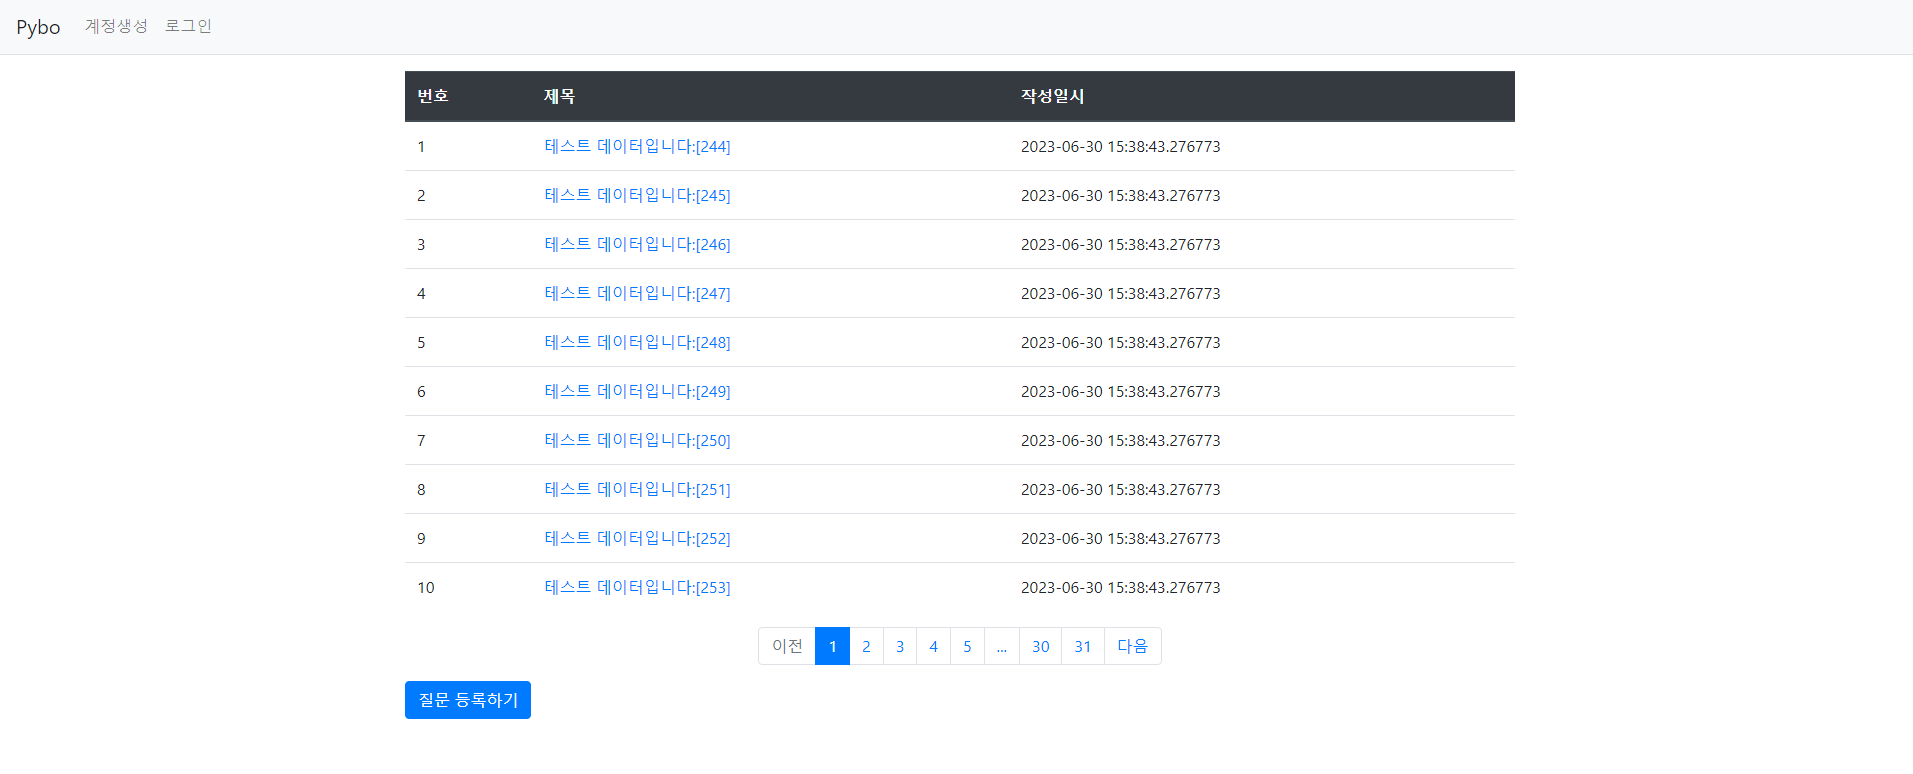 Pybo 계정생성 로그인
번호 제목 작성일시
1 테스트 데이터입니다:[244] 2023-06-30 15:38:43.276773
2 테스트 데이터입니다:[245] 2023-06-30 15:38:43.276773
3 테스트 데이터입니다:[246] 2023-06-30 15:38:43.276773
4 테스트 데이터입니다:[247] 2023-06-30 15:38:43.276773
5 테스트 데이터입니다:[248] 2023-06-30 15:38:43.276773
6 테스트 데이터입니다:[249] 2023-06-30 15:38:43.276773
7 테스트 데이터입니다:[250] 2023-06-30 15:38:43.276773
8 테스트 데이터입니다:[251] 2023-06-30 15:38:43.276773
9 테스트 데이터입니다:[252] 2023-06-30 15:38:43.276773
10 테스트 데이터입니다:[253] 2023-06-30 15:38:43.276773
이전 1 2 3 4 5 ... 30 31 다음
질문 등록하기